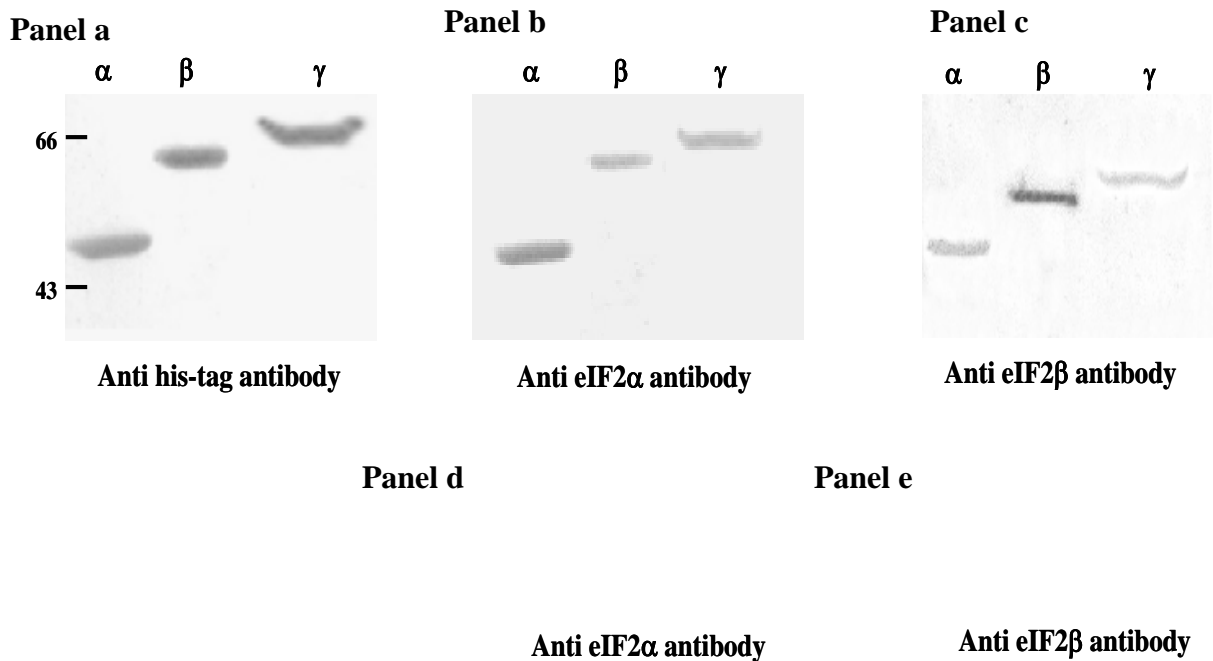 Panel a
Panel b
Panel c
α β γ
α β γ
α β γ
66
43
Anti his-tag antibody
Anti eIF2α antibody
Anti eIF2β antibody
Panel d
Panel e
Anti eIF2α antibody
Anti eIF2β antibody